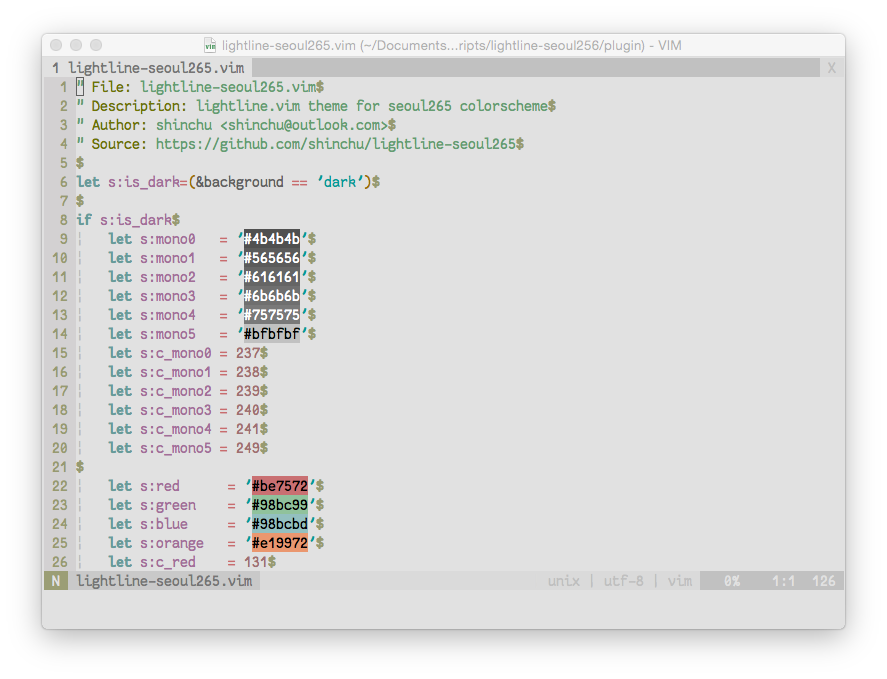 lightline-seoul265.vim (~/Documents...ripts/lightline-seoul256/plugin) - VIM
1 lightline-seoul265.vim X
1 " File: lightline-seoul265.vim$
2 " Description: lightline.vim theme for seoul265 colorscheme$
3 " Author: shinchu <shinchu@outlook.com>$
4 " Source: https://github.com/shinchu/lightline-seoul265$
5 $
6 let s:is_dark=(&background == 'dark')$
7 $
8 if s:is_dark$
9 ¦   let s:mono0   = '#4b4b4b'$
10 ¦   let s:mono1   = '#565656'$
11 ¦   let s:mono2   = '#616161'$
12 ¦   let s:mono3   = '#6b6b6b'$
13 ¦   let s:mono4   = '#757575'$
14 ¦   let s:mono5   = '#bfbfbf'$
15 ¦   let s:c_mono0 = 237$
16 ¦   let s:c_mono1 = 238$
17 ¦   let s:c_mono2 = 239$
18 ¦   let s:c_mono3 = 240$
19 ¦   let s:c_mono4 = 241$
20 ¦   let s:c_mono5 = 249$
21 $
22 ¦   let s:red      = '#be7572'$
23 ¦   let s:green    = '#98bc99'$
24 ¦   let s:blue     = '#98bcbd'$
25 ¦   let s:orange   = '#e19972'$
26 ¦   let s:c_red    = 131$
N lightline-seoul265.vim unix | utf-8 | vim 0% 1:1 126